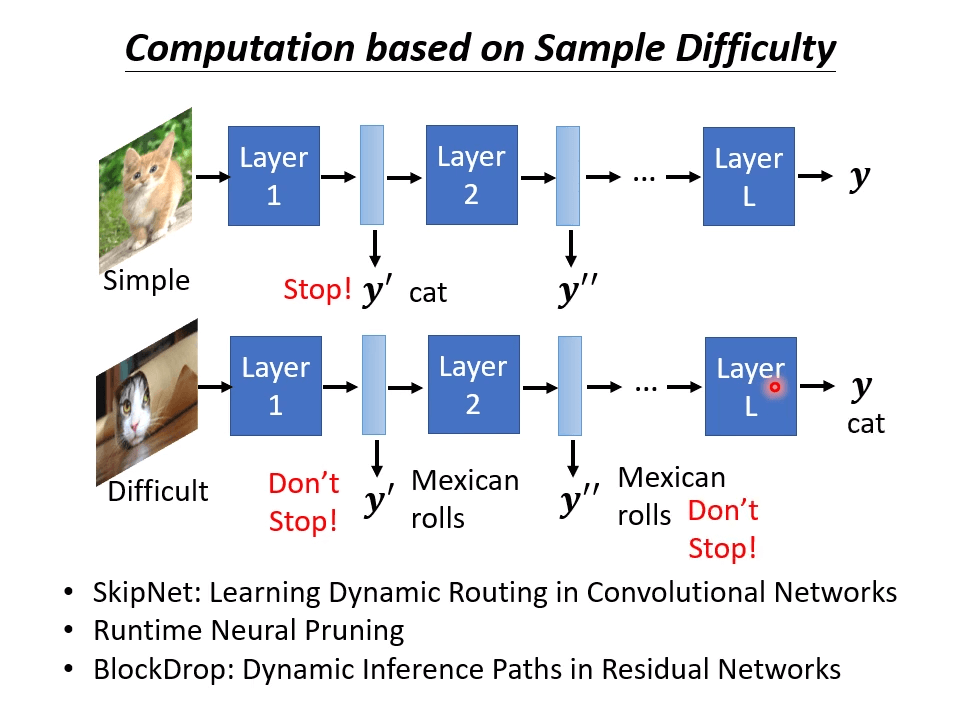 Computation based on Sample Difficulty
Layer 1
Layer 2
...
Layer L
y
Simple
Stop!
y′
cat
y′′
Layer 1
Layer 2
...
Layer L
y
cat
Difficult
Don't Stop!
y′
Mexican rolls
y′′
Mexican rolls
Don't Stop!
• SkipNet: Learning Dynamic Routing in Convolutional Networks
• Runtime Neural Pruning
• BlockDrop: Dynamic Inference Paths in Residual Networks